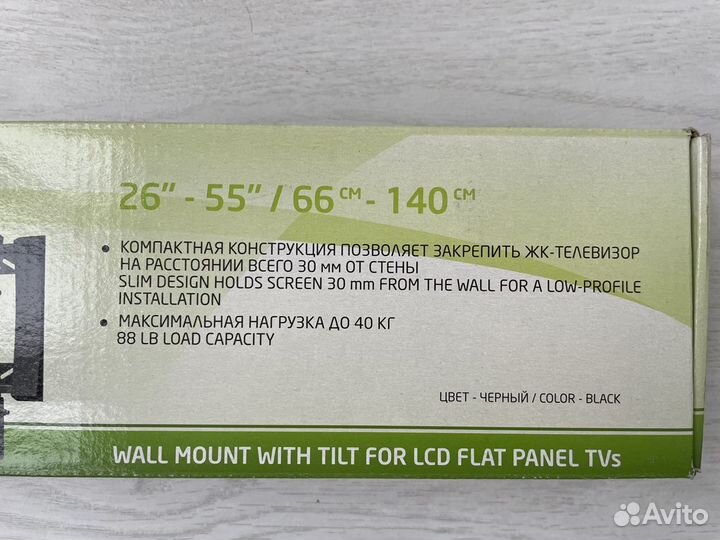 26" - 55" / 66 СМ - 140 СМ
• КОМПАКТНАЯ КОНСТРУКЦИЯ ПОЗВОЛЯЕТ ЗАКРЕПИТЬ ЖК-ТЕЛЕВИЗОР
НА РАССТОЯНИИ ВСЕГО 30 мм ОТ СТЕНЫ
SLIM DESIGN HOLDS SCREEN 30 mm FROM THE WALL FOR A LOW-PROFILE
INSTALLATION
• МАКСИМАЛЬНАЯ НАГРУЗКА ДО 40 КГ
88 LB LOAD CAPACITY
ЦВЕТ - ЧЕРНЫЙ / COLOR - BLACK
WALL MOUNT WITH TILT FOR LCD FLAT PANEL TVs
Avito